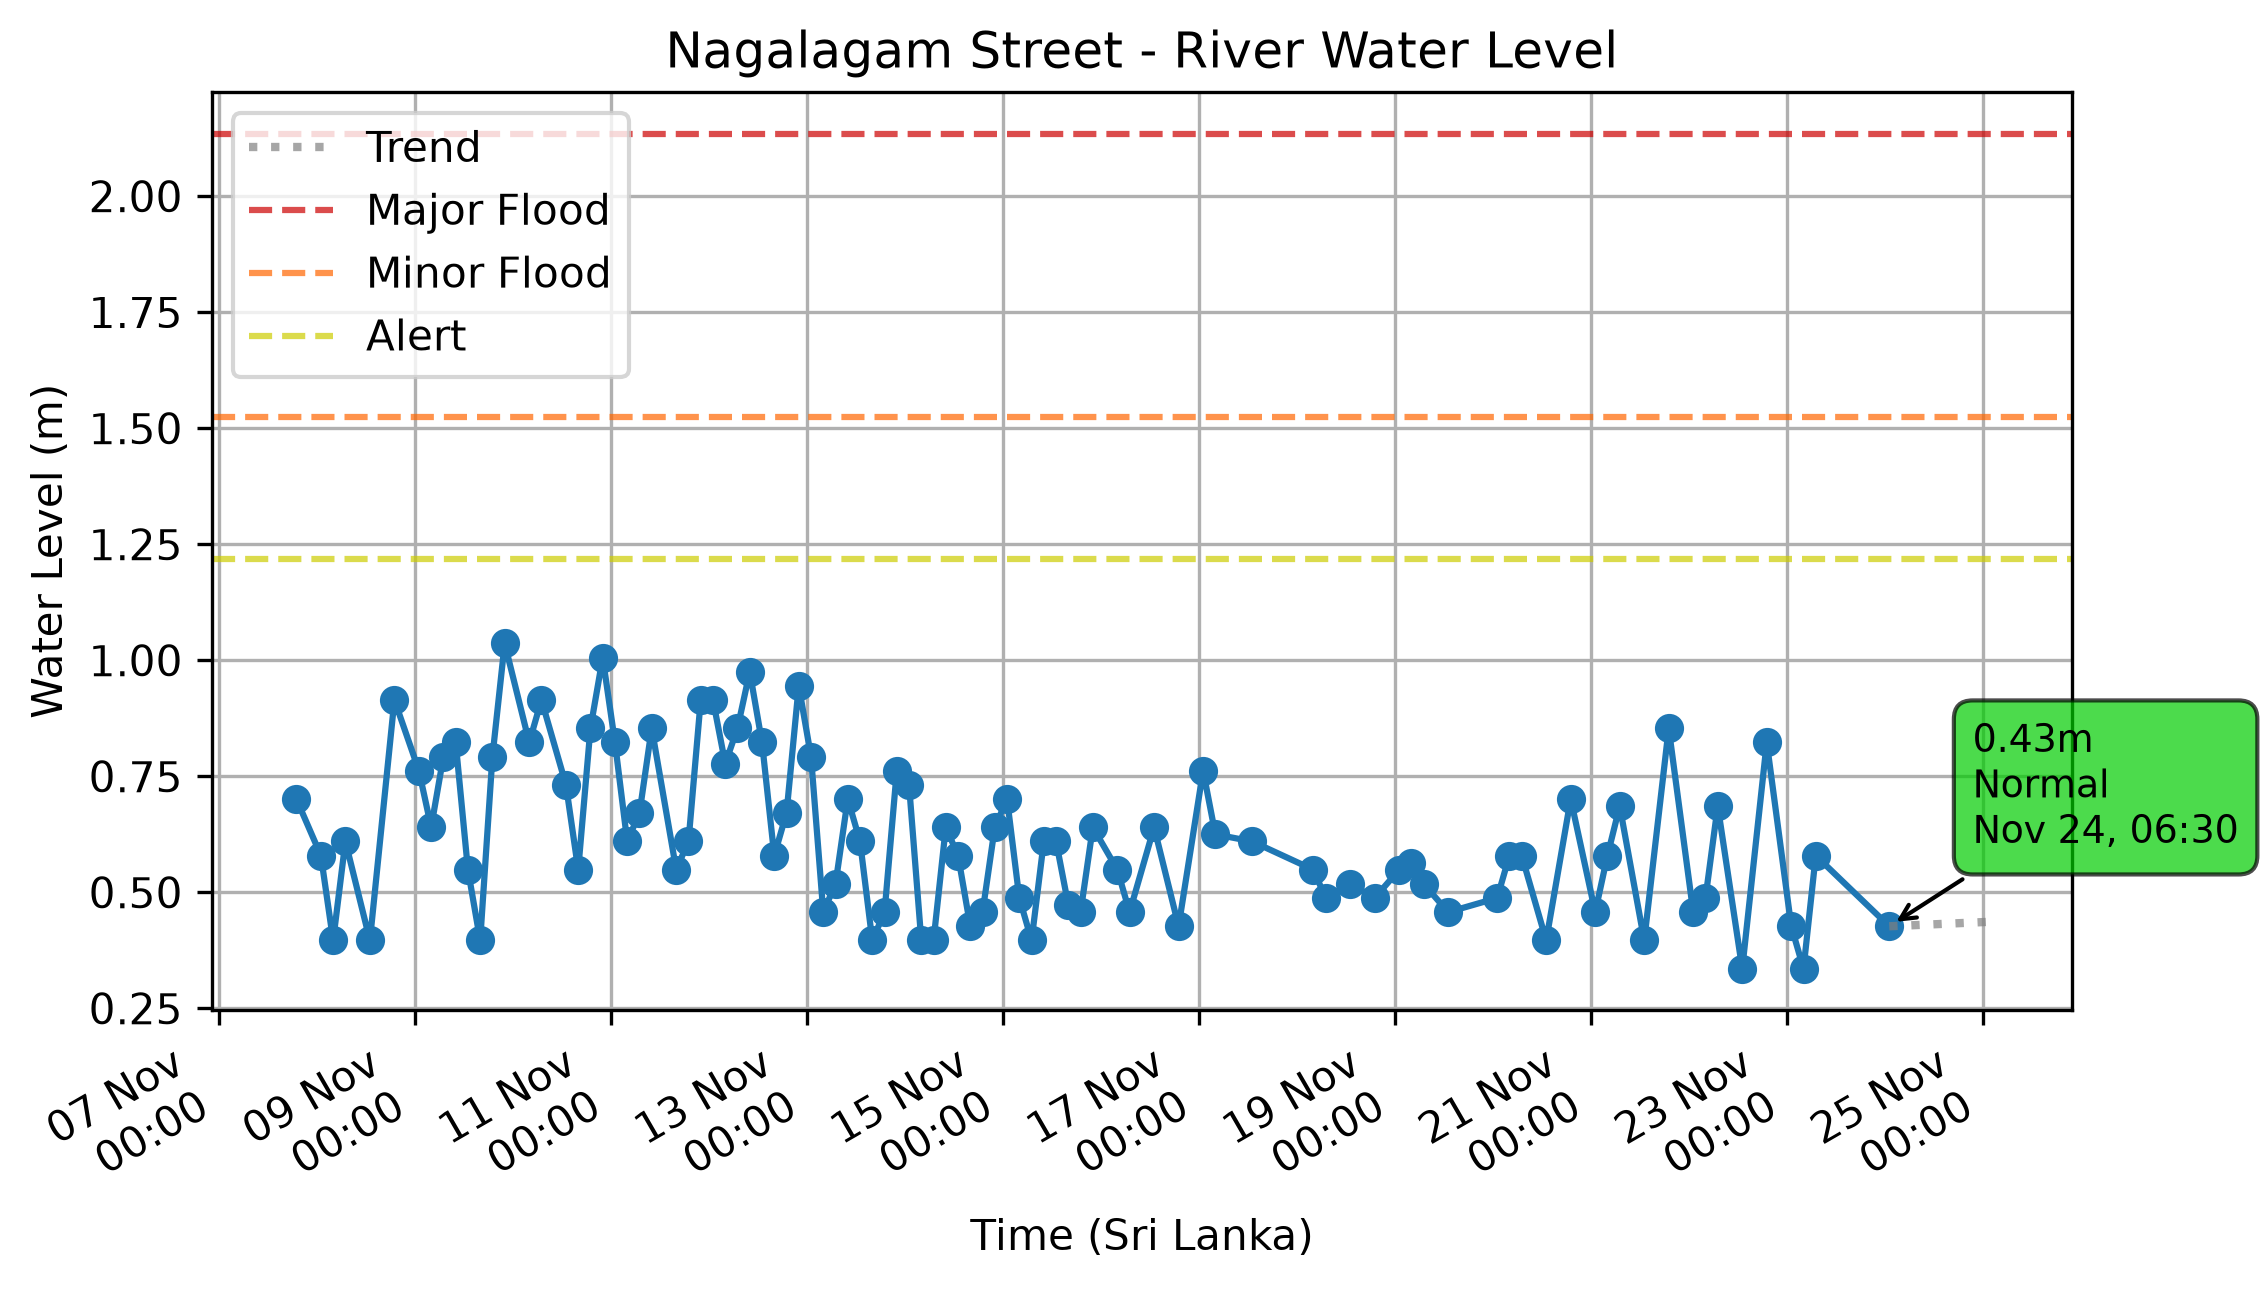 Nagalagam Street - River Water Level
Trend
Major Flood
Minor Flood
Alert
Water Level (m)
2.00
1.75
1.50
1.25
1.00
0.75
0.50
0.25
0.43m
Normal
Nov 24, 06:30
07 Nov
00:00
09 Nov
00:00
11 Nov
00:00
13 Nov
00:00
15 Nov
00:00
17 Nov
00:00
19 Nov
00:00
21 Nov
00:00
23 Nov
00:00
25 Nov
00:00
Time (Sri Lanka)